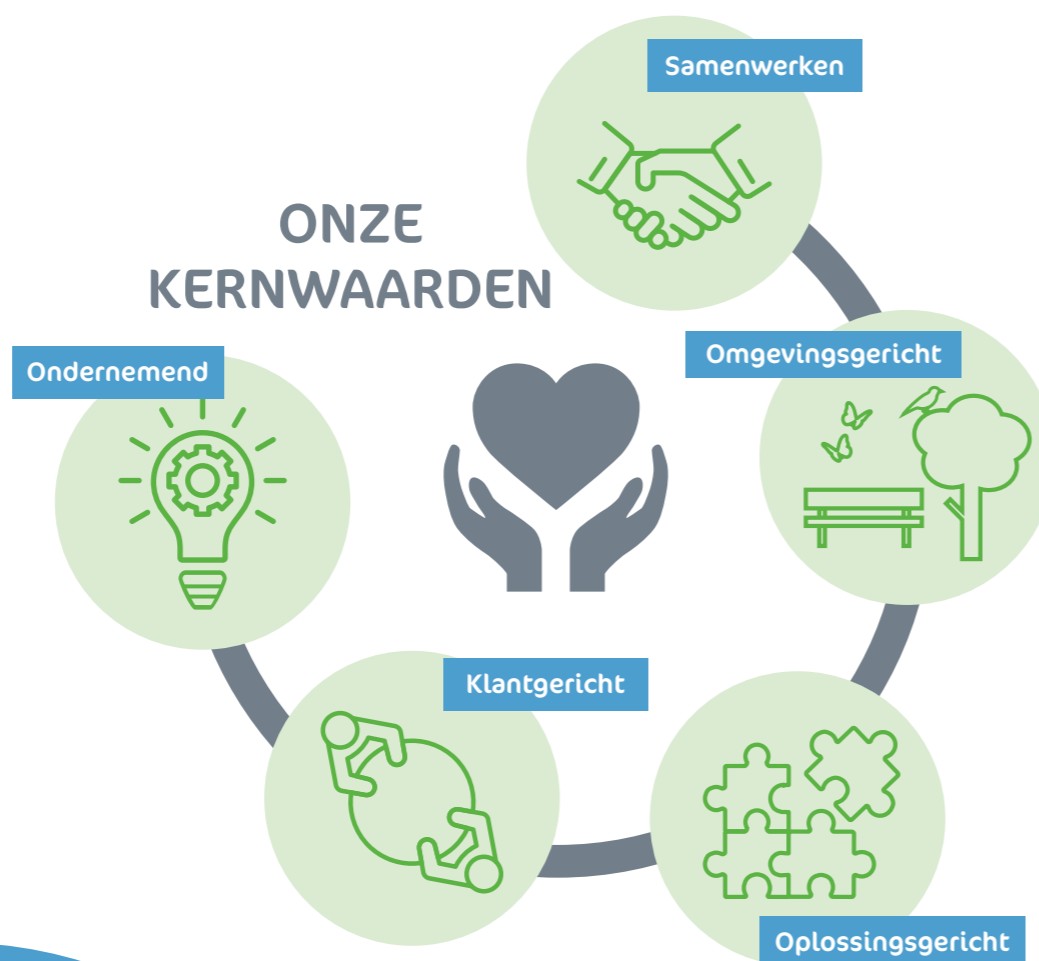 ONZE
KERNWAARDEN
Samenwerken
Omgevingsgericht
Oplossingsgericht
Klantgericht
Ondernemend